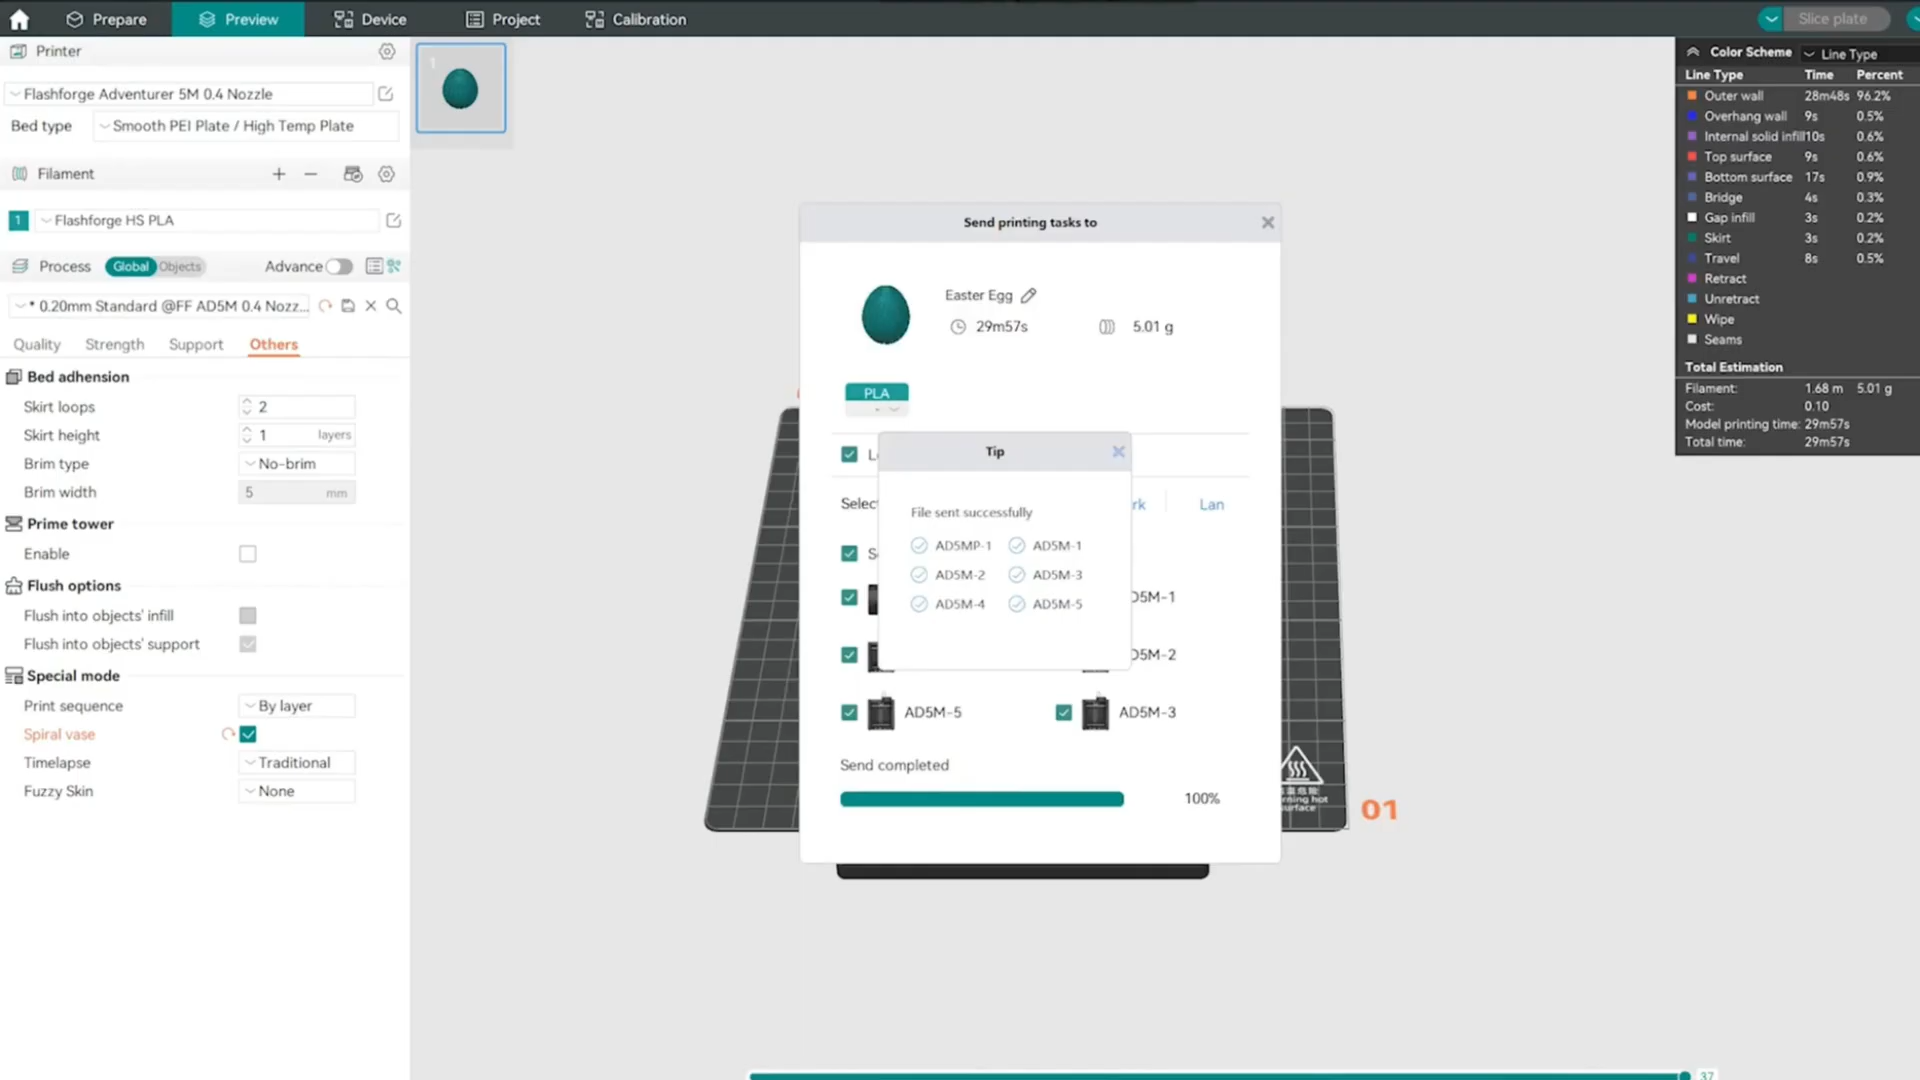 Prepare
Preview
Device
Project
Calibration
Slice plate
Printer
Flashforge Adventurer 5M 0.4 Nozzle
Bed type
Smooth PEI Plate / High Temp Plate
Filament
1
Flashforge HS PLA
Process
Global
Objects
Advance
* 0.20mm Standard @FF AD5M 0.4 Nozz...
Quality
Strength
Support
Others
Bed adhension
Skirt loops
2
Skirt height
1
layers
Brim type
No-brim
Brim width
5
mm
Prime tower
Enable
Flush options
Flush into objects' infill
Flush into objects' support
Special mode
Print sequence
By layer
Spiral vase
Timelapse
Traditional
Fuzzy Skin
None
1
Send printing tasks to
Easter Egg
29m57s
5.01 g
PLA
Selec
rk
Lan
Tip
File sent successfully
AD5MP-1
AD5M-1
AD5M-2
AD5M-3
AD5M-4
AD5M-5
D5M-1
D5M-2
AD5M-5
AD5M-3
Send completed
100%
01
Color Scheme
Line Type
Line Type Time Percent
Outer wall 28m48s 96.2%
Overhang wall 9s 0.5%
Internal solid infill 10s 0.6%
Top surface 9s 0.6%
Bottom surface 17s 0.9%
Bridge 4s 0.3%
Gap infill 3s 0.2%
Skirt 3s 0.2%
Travel 8s 0.5%
Retract
Unretract
Wipe
Seams
Total Estimation
Filament: 1.68 m 5.01 g
Cost: 0.10
Model printing time: 29m57s
Total time: 29m57s
37